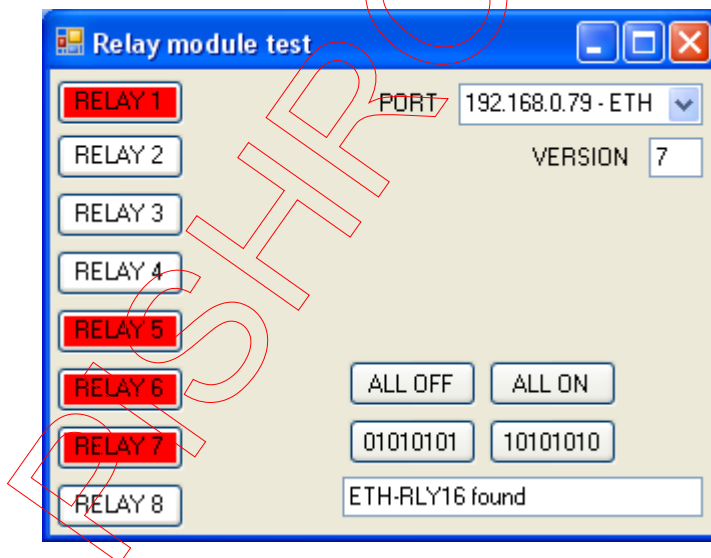 Relay module test
RELAY 1
PORT 192.168.0.79 - ETH
RELAY 2
VERSION 7
RELAY 3
RELAY 4
RELAY 5
RELAY 6
ALL OFF ALL ON
RELAY 7
01010101 10101010
RELAY 8
ETH-RLY16 found
PISHRO